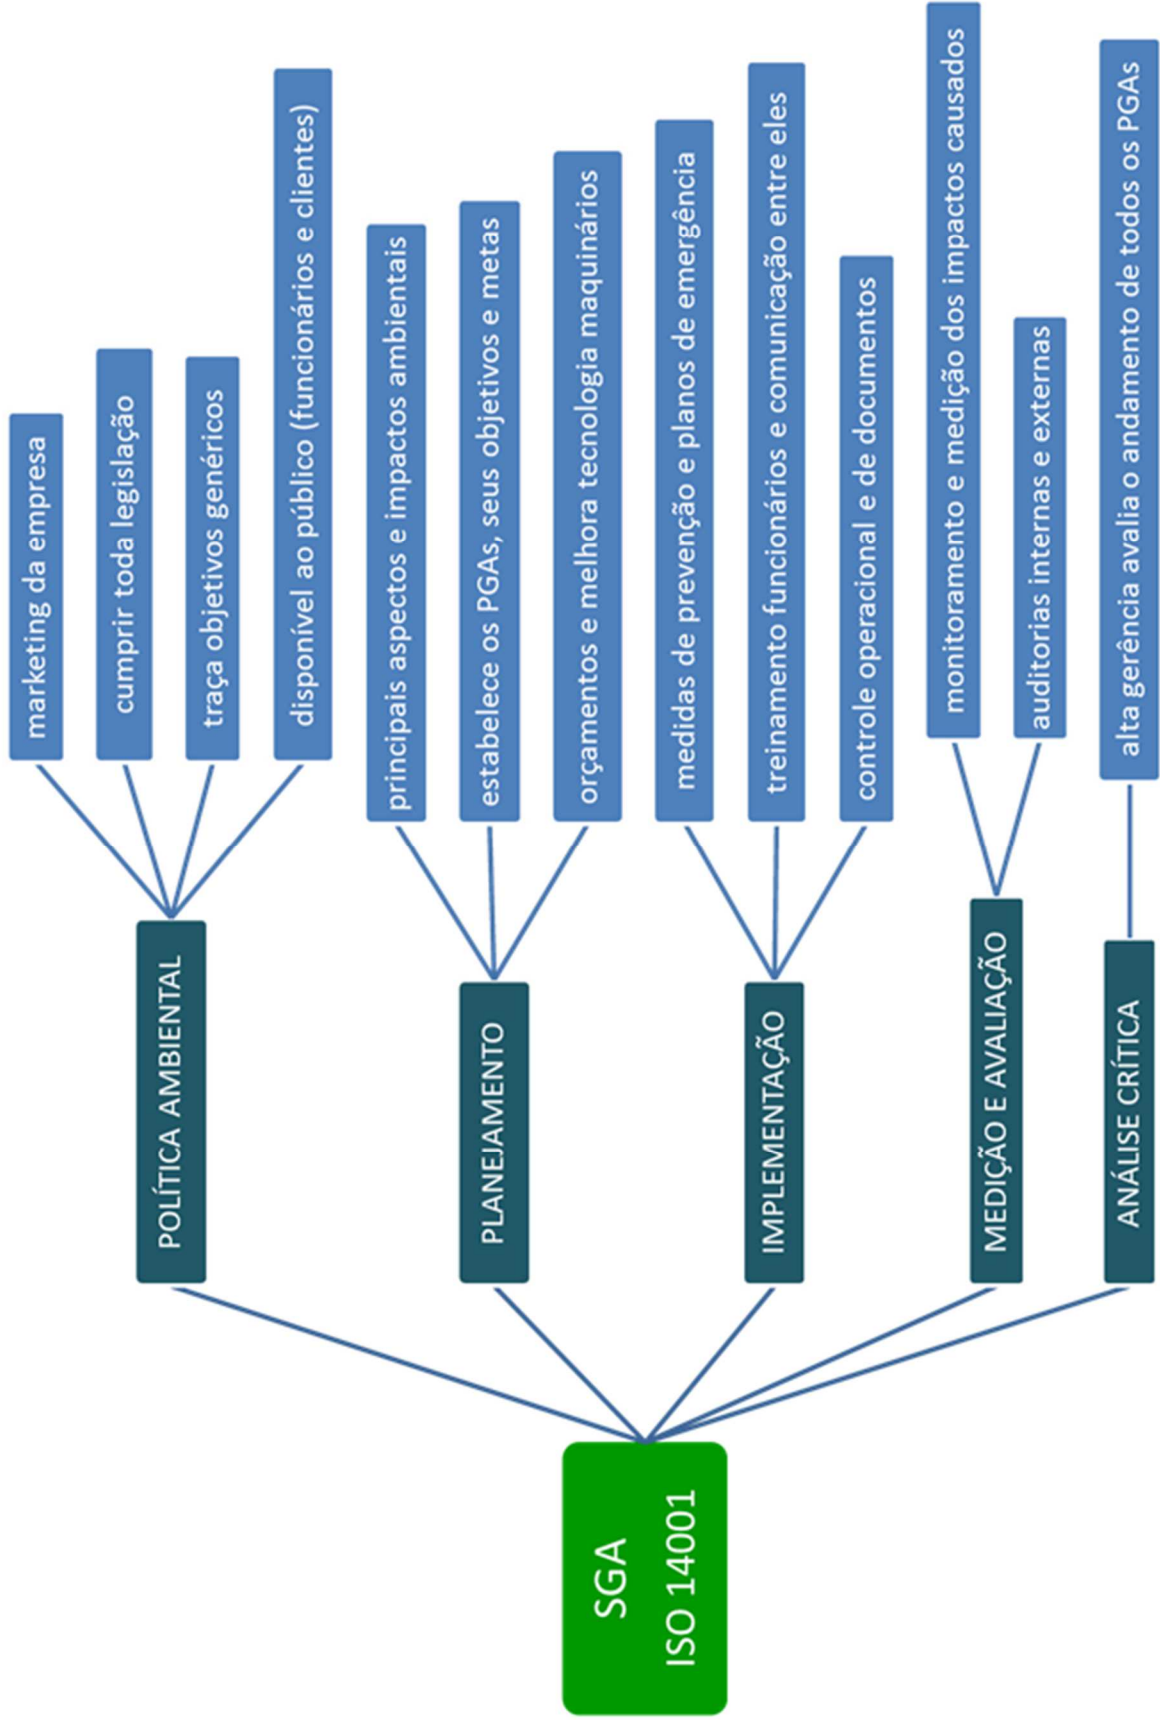 SGA
ISO 14001
POLÍTICA AMBIENTAL
marketing da empresa
cumprir toda legislação
traça objetivos genéricos
disponível ao público (funcionários e clientes)
PLANEJAMENTO
principais aspectos e impactos ambientais
estabelece os PGAs, seus objetivos e metas
orçamentos e melhora tecnologia maquinários
IMPLEMENTAÇÃO
medidas de prevenção e planos de emergência
treinamento funcionários e comunicação entre eles
controle operacional e de documentos
MEDIÇÃO E AVALIAÇÃO
monitoramento e medição dos impactos causados
auditorias internas e externas
ANÁLISE CRÍTICA
alta gerência avalia o andamento de todos os PGAs